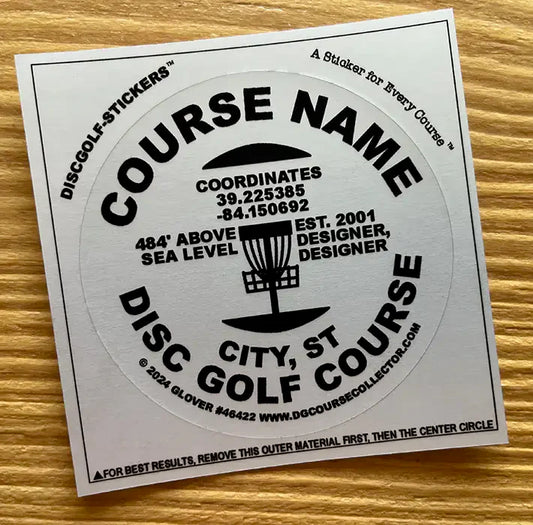 DISCGOLF-STICKERS™
A Sticker for Every Course ™
COURSE NAME
COORDINATES
39.225385
-84.150692
484' ABOVE
SEA LEVEL
EST. 2001
DESIGNER,
DESIGNER
CITY, ST
DISC GOLF COURSE
© 2024 GLOVER #46422 WWW.DGCOURSECOLLECTOR.COM
▲FOR BEST RESULTS, REMOVE THIS OUTER MATERIAL FIRST, THEN THE CENTER CIRCLE